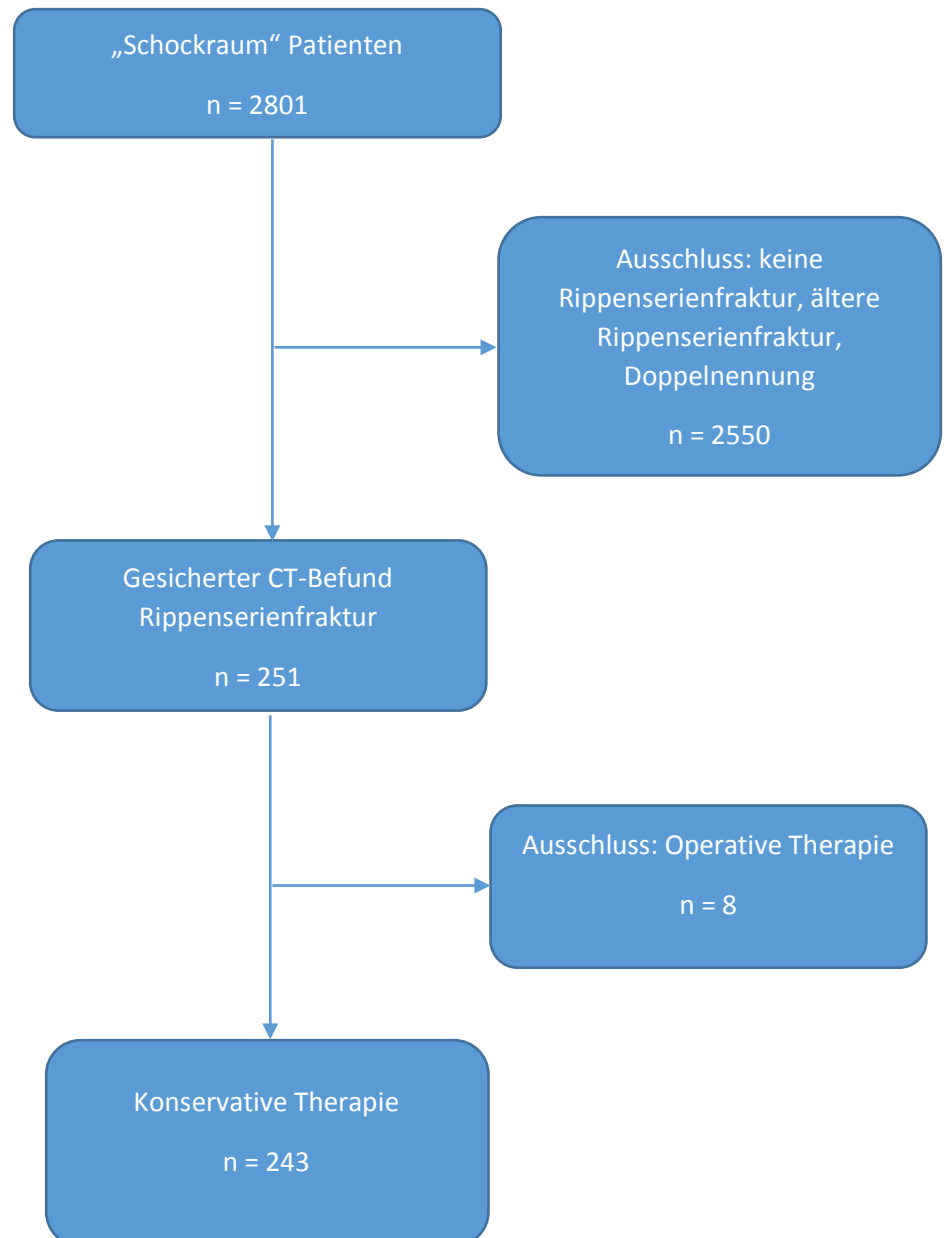 „Schockraum“ Patienten
n = 2801
Ausschluss: keine
Rippenserienfraktur, ältere
Rippenserienfraktur,
Doppelnennung
n = 2550
Gesicherter CT-Befund
Rippenserienfraktur
n = 251
Ausschluss: Operative Therapie
n = 8
Konservative Therapie
n = 243